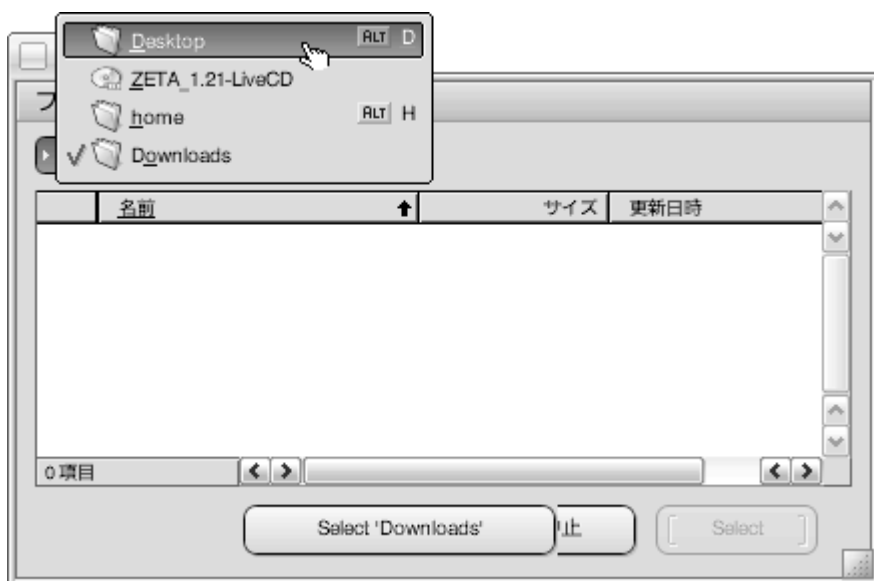 Desktop ALT D
ZETA_1.21-LiveCD
home ALT H
Downloads
フ
名前 サイズ 更新日時
0項目
Select 'Downloads' 止 Select